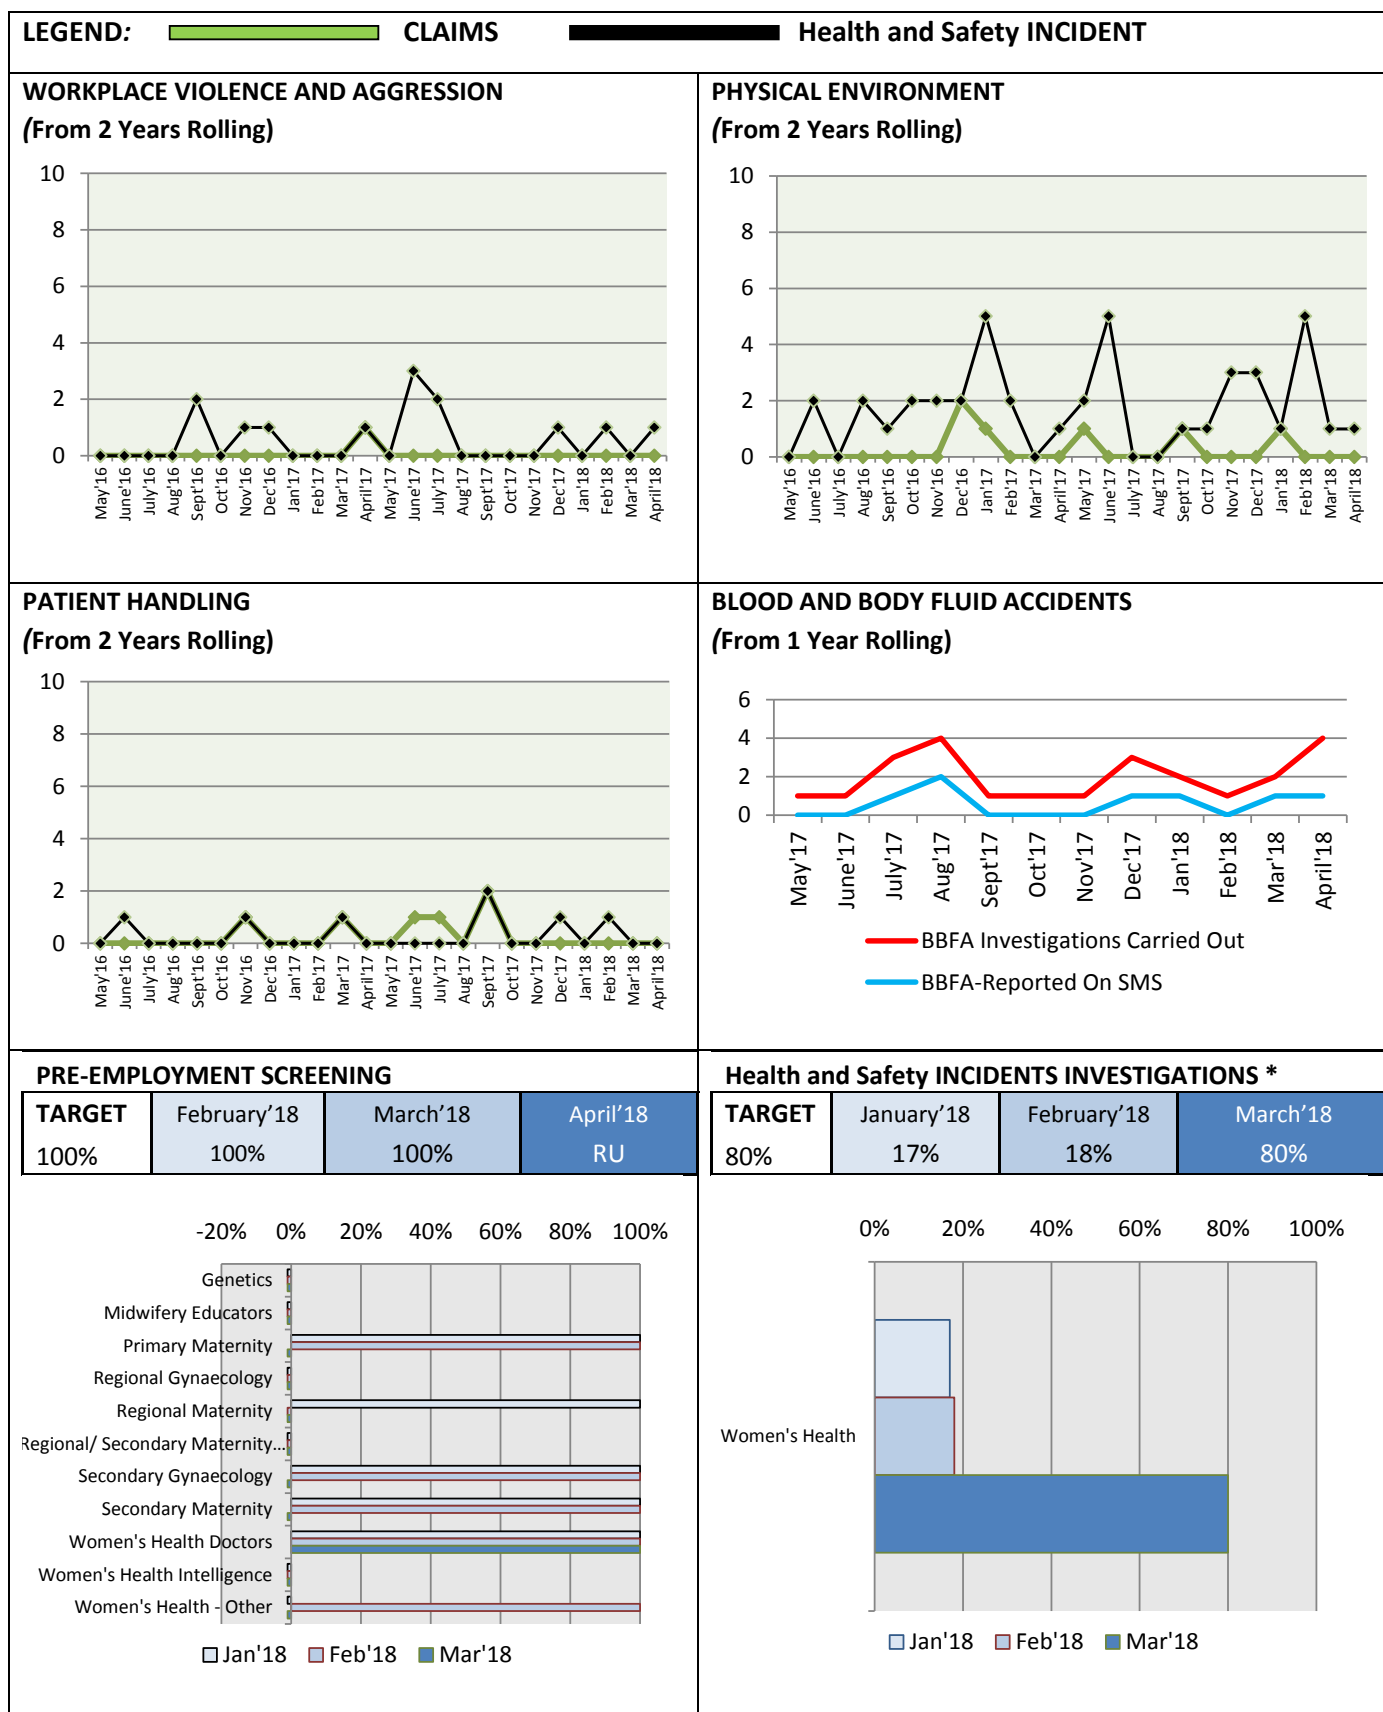 LEGEND: CLAIMS Health and Safety INCIDENT
WORKPLACE VIOLENCE AND AGGRESSION
(From 2 Years Rolling)
10
8
6
4
2
0
May'16 June'16 July'16 Aug'16 Sept'16 Oct'16 Nov'16 Dec'16 Jan'17 Feb'17 Mar'17 April'17 May'17 June'17 July'17 Aug'17 Sept'17 Oct'17 Nov'17 Dec'17 Jan'18 Feb'18 Mar'18 April'18
PHYSICAL ENVIRONMENT
(From 2 Years Rolling)
10
8
6
4
2
0
May'16 June'16 July'16 Aug'16 Sept'16 Oct'16 Nov'16 Dec'16 Jan'17 Feb'17 Mar'17 April'17 May'17 June'17 July'17 Aug'17 Sept'17 Oct'17 Nov'17 Dec'17 Jan'18 Feb'18 Mar'18 April'18
PATIENT HANDLING
(From 2 Years Rolling)
10
8
6
4
2
0
May'16 June'16 July'16 Aug'16 Sept'16 Oct'16 Nov'16 Dec'16 Jan'17 Feb'17 Mar'17 April'17 May'17 June'17 July'17 Aug'17 Sept'17 Oct'17 Nov'17 Dec'17 Jan'18 Feb'18 Mar'18 April'18
BLOOD AND BODY FLUID ACCIDENTS
(From 1 Year Rolling)
6
4
2
0
May'17 June'17 July'17 Aug'17 Sept'17 Oct'17 Nov'17 Dec'17 Jan'18 Feb'18 Mar'18 April'18
BBFA Investigations Carried Out
BBFA-Reported On SMS
PRE-EMPLOYMENT SCREENING
TARGET February’18 March’18 April’18
100% 100% 100% RU
-20% 0% 20% 40% 60% 80% 100%
Genetics
Midwifery Educators
Primary Maternity
Regional Gynaecology
Regional Maternity
Regional/ Secondary Maternity...
Secondary Gynaecology
Secondary Maternity
Women's Health Doctors
Women's Health Intelligence
Women's Health - Other
Jan'18 Feb'18 Mar'18
Health and Safety INCIDENTS INVESTIGATIONS *
TARGET January’18 February’18 March’18
80% 17% 18% 80%
0% 20% 40% 60% 80% 100%
Women's Health
Jan'18 Feb'18 Mar'18